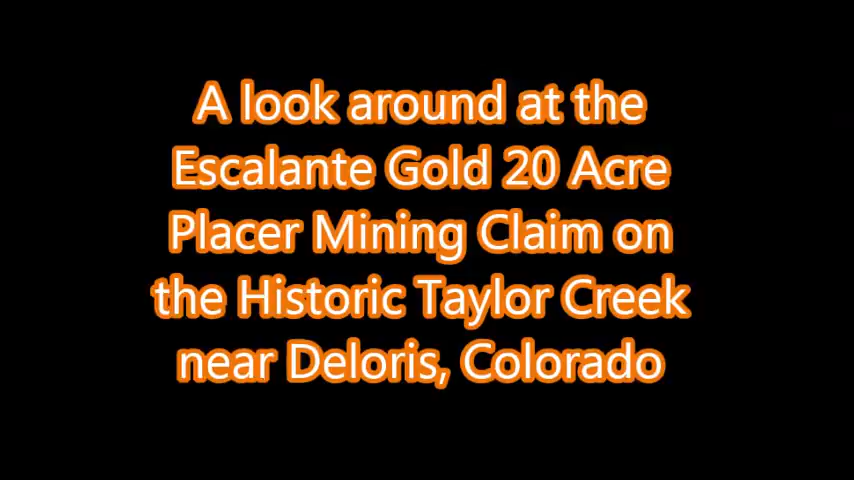 A look around at the
Escalante Gold 20 Acre
Placer Mining Claim on
the Historic Taylor Creek
near Deloris, Colorado